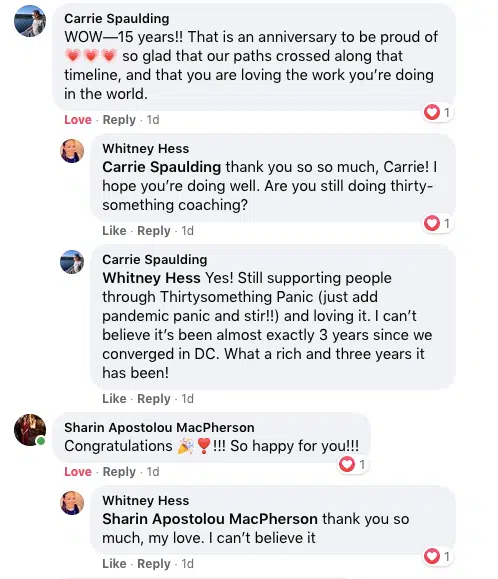 Carrie Spaulding
WOW—15 years!! That is an anniversary to be proud of
💗💗💗 so glad that our paths crossed along that
timeline, and that you are loving the work you're doing
in the world.
1
Love · Reply · 1d
Whitney Hess
Carrie Spaulding thank you so so much, Carrie! I
hope you're doing well. Are you still doing thirty-
something coaching?
1
Like · Reply · 1d
Carrie Spaulding
Whitney Hess Yes! Still supporting people
through Thirtysomething Panic (just add
pandemic panic and stir!!) and loving it. I can't
believe it's been almost exactly 3 years since we
converged in DC. What a rich and three years it
has been!
Like · Reply · 1d
Sharin Apostolou MacPherson
Congratulations 🎉❣️!!! So happy for you!!!
1
Love · Reply · 1d
Whitney Hess
Sharin Apostolou MacPherson thank you so
much, my love. I can't believe it
1
Like · Reply · 1d